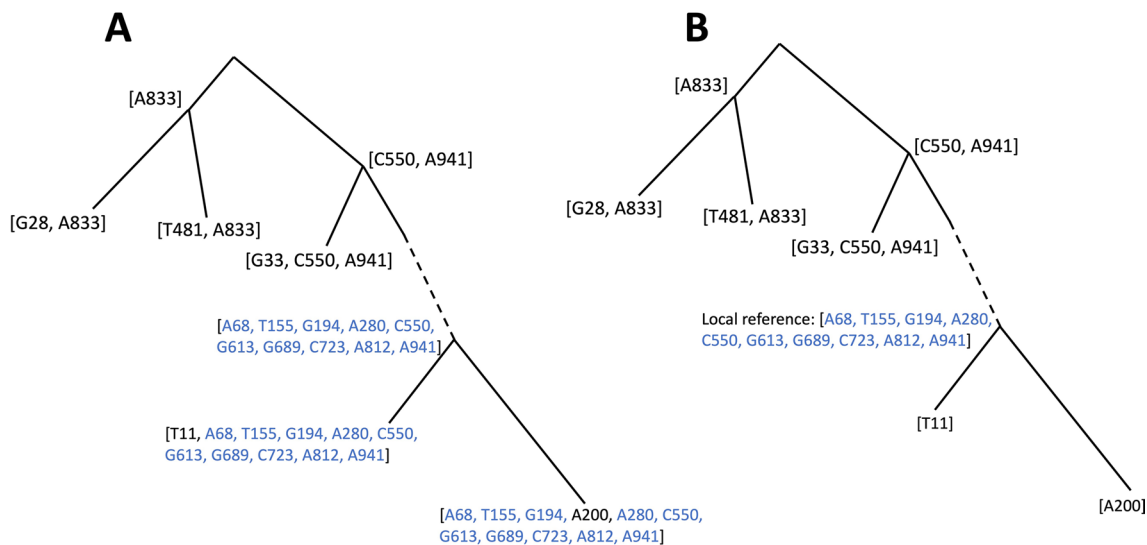 A
[A833]
[C550, A941]
[G28, A833]
[T481, A833]
[G33, C550, A941]
[A68, T155, G194, A280, C550,
G613, G689, C723, A812, A941]
[T11, A68, T155, G194, A280, C550,
G613, G689, C723, A812, A941]
[A68, T155, G194, A200, A280, C550,
G613, G689, C723, A812, A941]
B
[A833]
[C550, A941]
[G28, A833]
[T481, A833]
[G33, C550, A941]
Local reference: [A68, T155, G194, A280,
C550, G613, G689, C723, A812, A941]
[T11]
[A200]